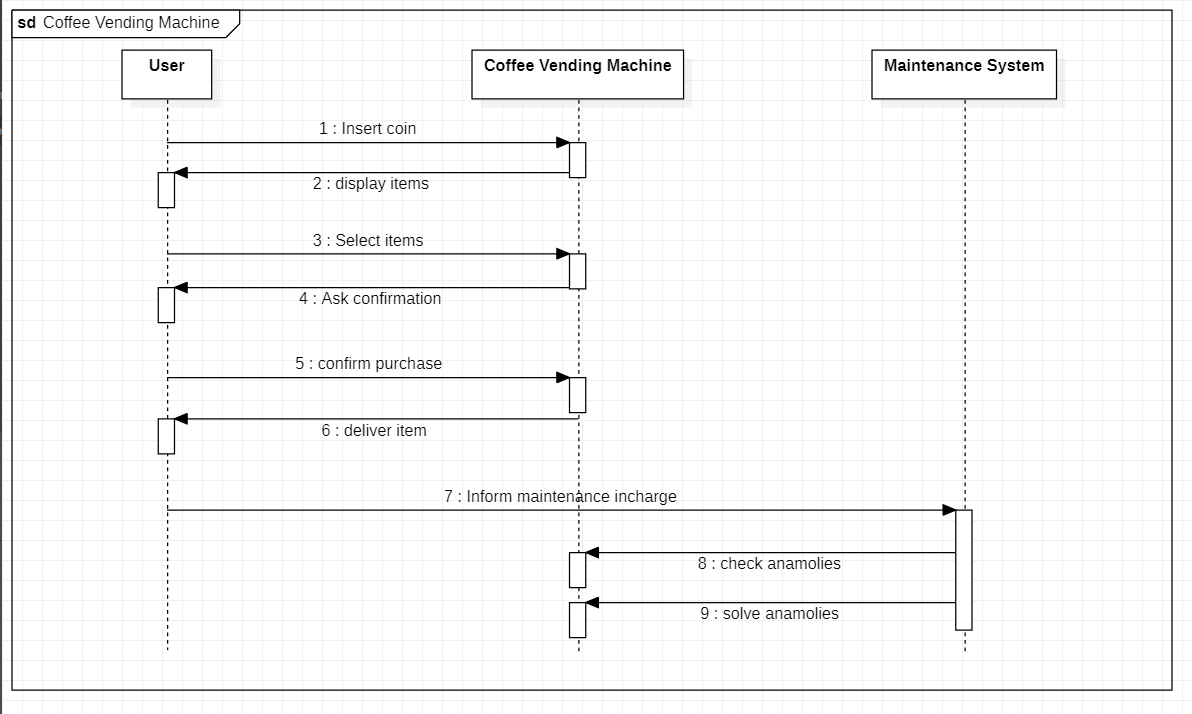 sd Coffee Vending Machine
User
Coffee Vending Machine
Maintenance System
1 : Insert coin
2 : display items
3 : Select items
4 : Ask confirmation
5 : confirm purchase
6 : deliver item
7 : Inform maintenance incharge
8 : check anamolies
9 : solve anamolies